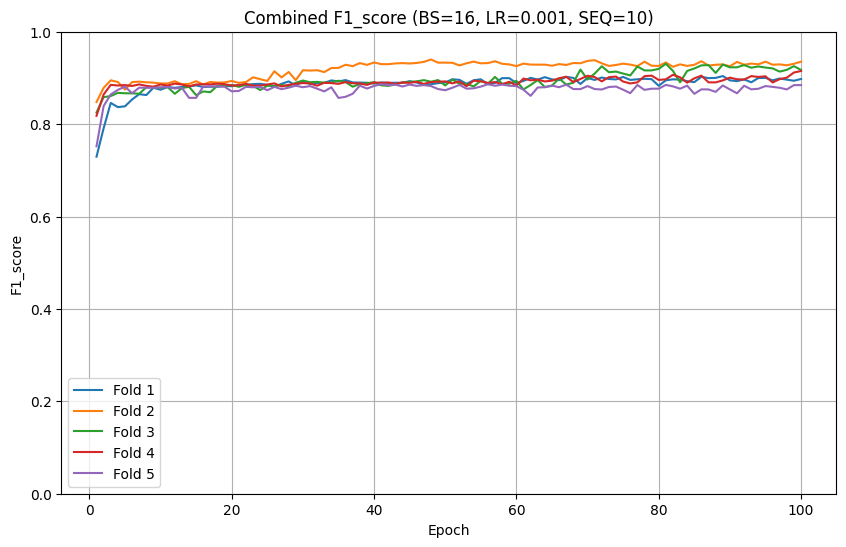 Combined F1_score (BS=16, LR=0.001, SEQ=10)
F1_score
1.0
0.8
0.6
0.4
0.2
0.0
Fold 1
Fold 2
Fold 3
Fold 4
Fold 5
0 20 40 60 80 100
Epoch